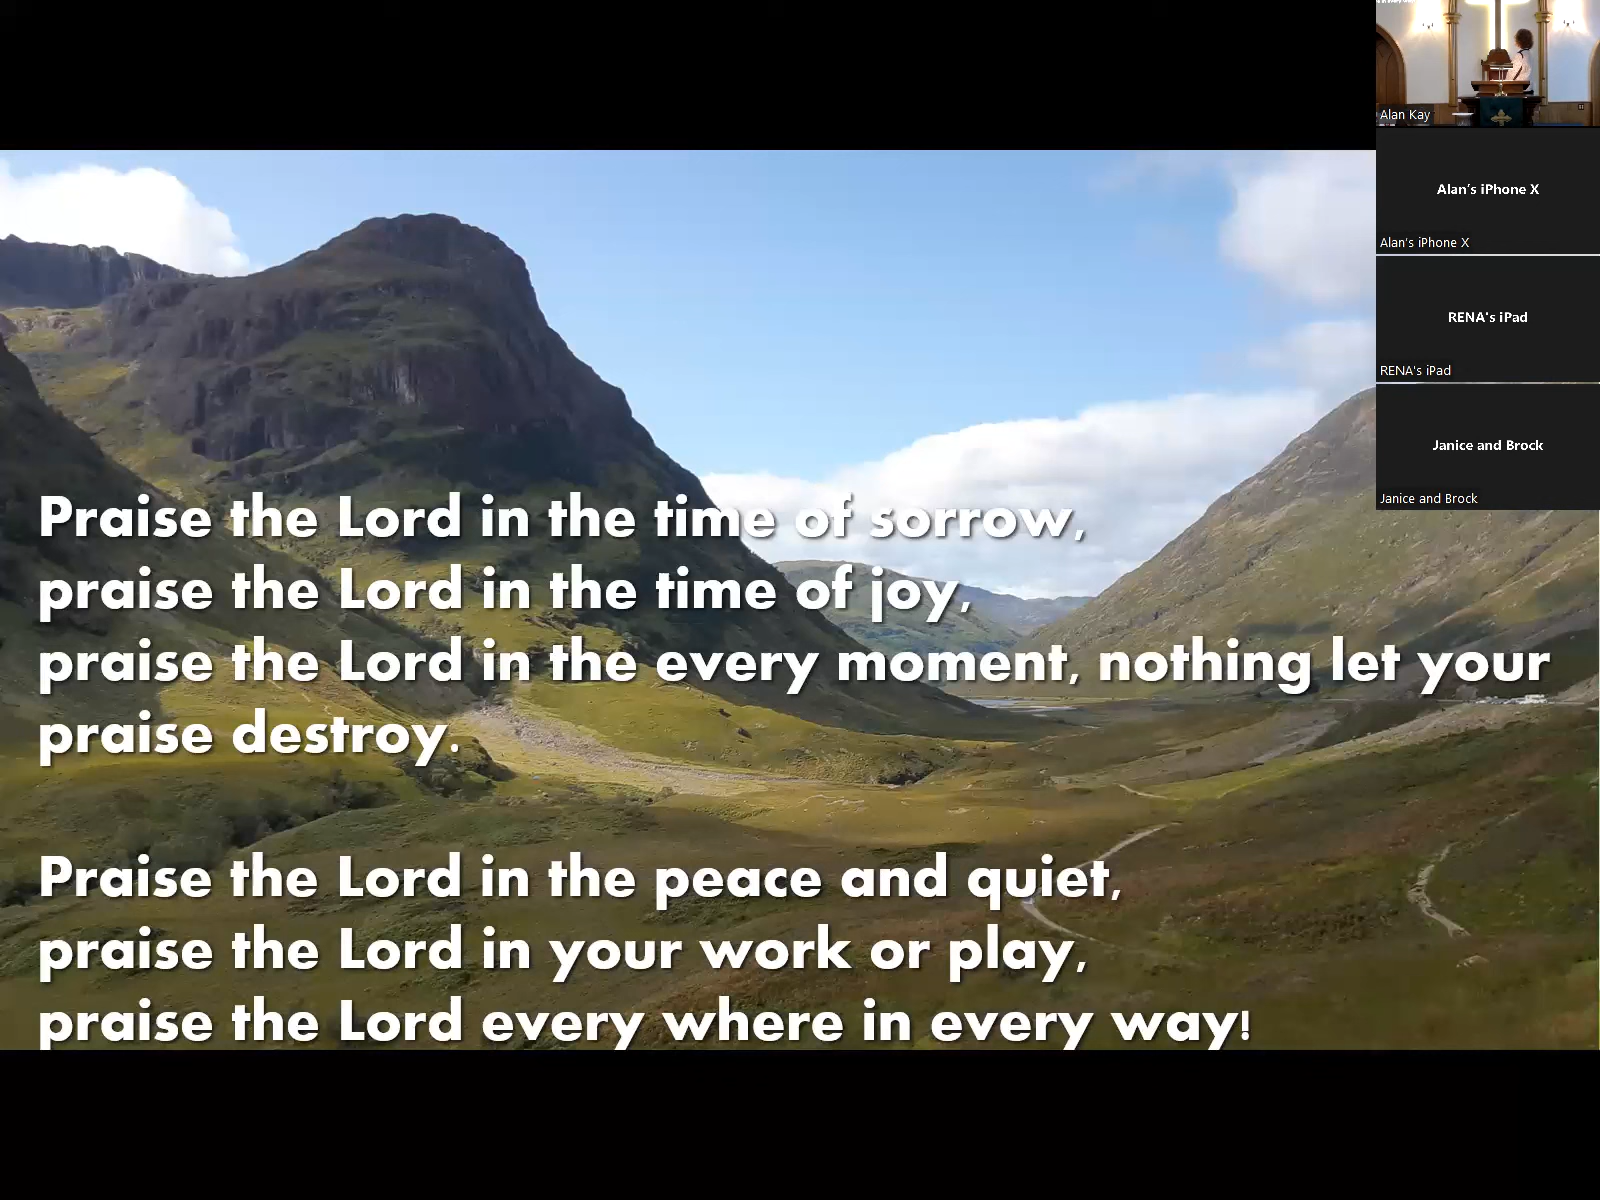 Praise the Lord in the time of sorrow,
praise the Lord in the time of joy,
praise the Lord in the every moment, nothing let your
praise destroy.
Praise the Lord in the peace and quiet,
praise the Lord in your work or play,
praise the Lord every where in every way!
Alan Kay
Alan's iPhone X
Alan's iPhone X
RENA's iPad
RENA's iPad
Janice and Brock
Janice and Brock